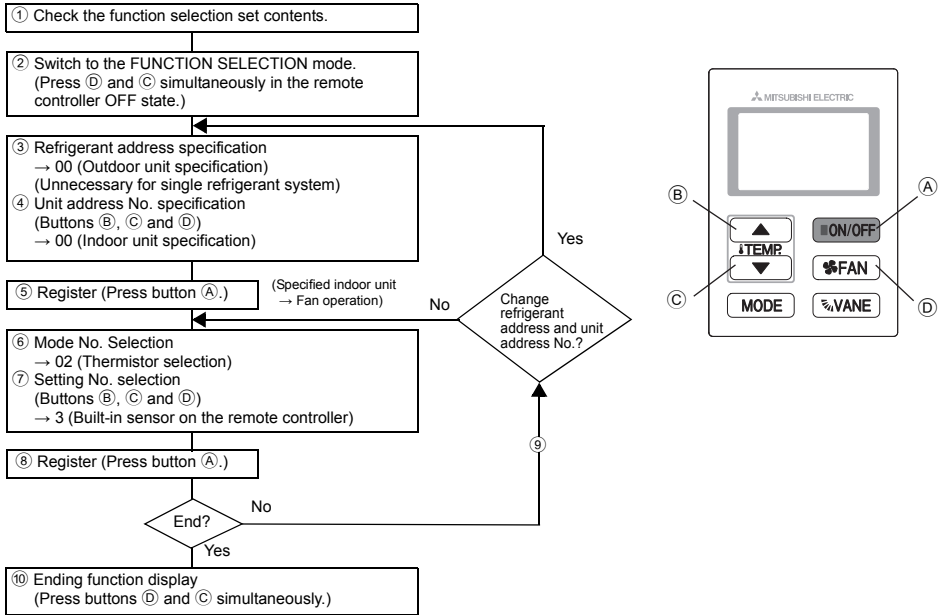 ① Check the function selection set contents.
② Switch to the FUNCTION SELECTION mode.
(Press Ⓓ and Ⓒ simultaneously in the remote
controller OFF state.)
③ Refrigerant address specification
→ 00 (Outdoor unit specification)
(Unnecessary for single refrigerant system)
④ Unit address No. specification
(Buttons Ⓑ, Ⓒ and Ⓓ)
→ 00 (Indoor unit specification)
⑤ Register (Press button Ⓐ.)
(Specified indoor unit
→ Fan operation)
No
Yes
Change
refrigerant
address and unit
address No.?
⑥ Mode No. Selection
→ 02 (Thermistor selection)
⑦ Setting No. selection
(Buttons Ⓑ, Ⓒ and Ⓓ)
→ 3 (Built-in sensor on the remote controller)
⑧ Register (Press button Ⓐ.)
⑨
End?
No
Yes
⑩ Ending function display
(Press buttons Ⓓ and Ⓒ simultaneously.)
MITSUBISHI ELECTRIC
Ⓑ
Ⓐ
ON/OFF
TEMP.
FAN
Ⓒ
Ⓓ
MODE
VANE